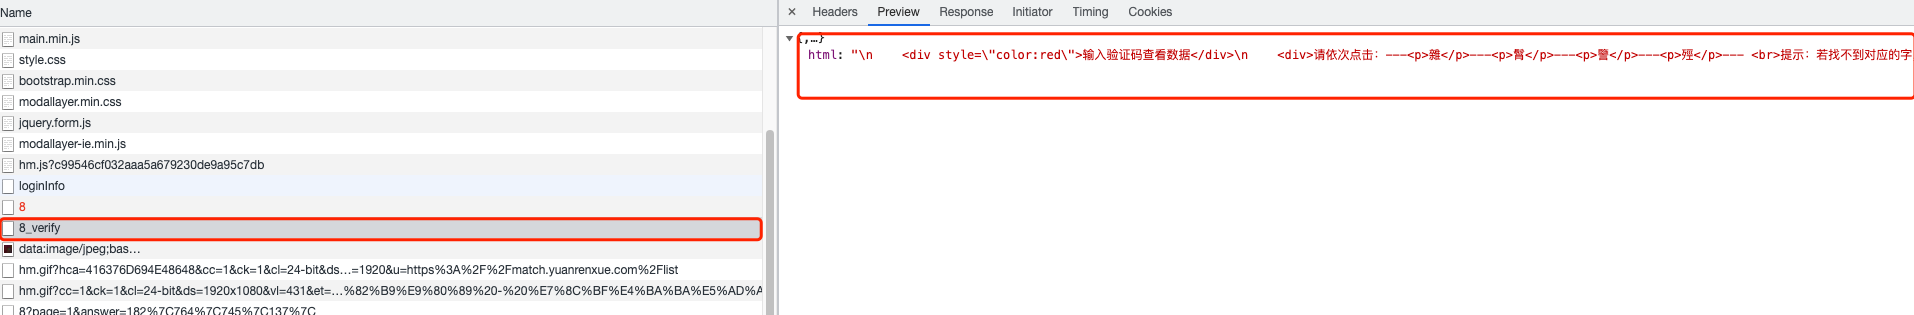 Name
× Headers Preview Response Initiator Timing Cookies
main.min.js
style.css
bootstrap.min.css
modallayer.min.css
jquery.form.js
modallayer-ie.min.js
hm.js?c99546cf032aaa5a679230de9a95c7db
loginInfo
8
8_verify
data:image/jpeg;bas…
hm.gif?hca=416376D694E48648&cc=1&ck=1&cl=24-bit&ds…=1920&u=https%3A%2F%2Fmatch.yuanrenxue.com%2Flist
hm.gif?cc=1&ck=1&cl=24-bit&ds=1920x1080&vl=431&et=…%82%B9%E9%80%89%20-%20%E7%8C%BF%E4%BA%BA%E5%AD%A
8?page=1&answer=182%7C764%7C745%7C137%7C
{,…}
html: "\n    <div style=\"color:red\">输入验证码查看数据</div>\n    <div>请依次点击：---<p>雜</p>---<p>臂</p>---<p>警</p>---<p>殌</p>--- <br>提示：若找不到对应的字